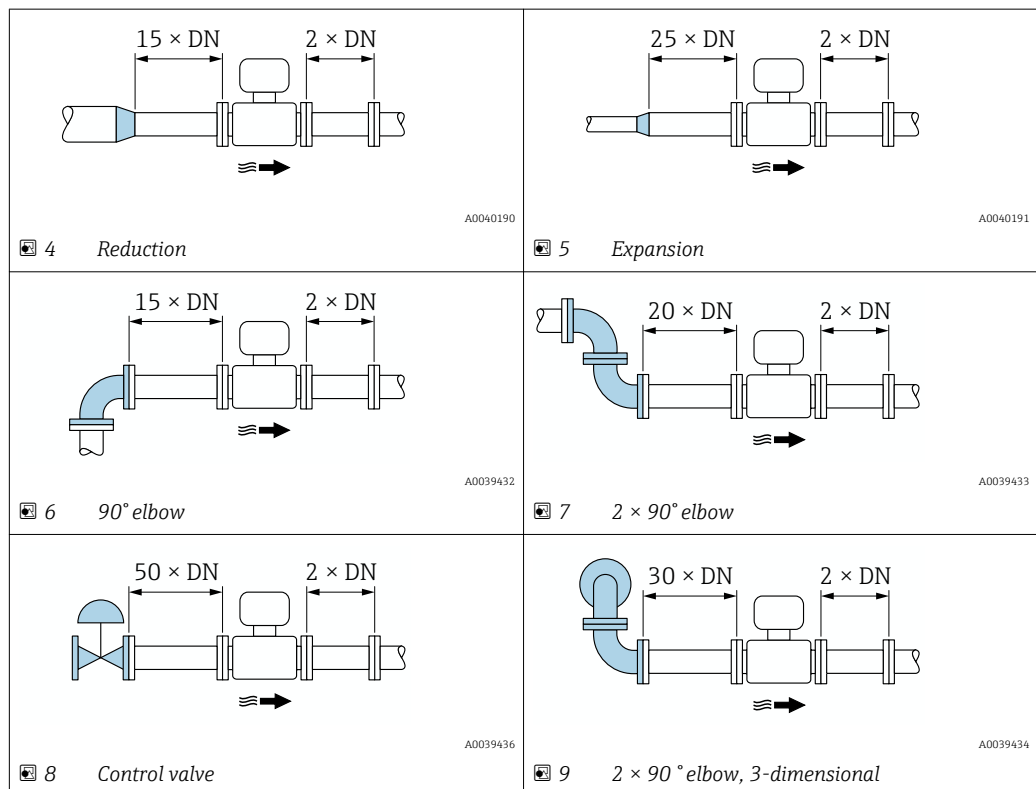 15 × DN 2 × DN
A0040190
4 Reduction
25 × DN 2 × DN
A0040191
5 Expansion
15 × DN 2 × DN
A0039432
6 90° elbow
20 × DN 2 × DN
A0039433
7 2 × 90° elbow
50 × DN 2 × DN
A0039436
8 Control valve
30 × DN 2 × DN
A0039434
9 2 × 90 ° elbow, 3-dimensional